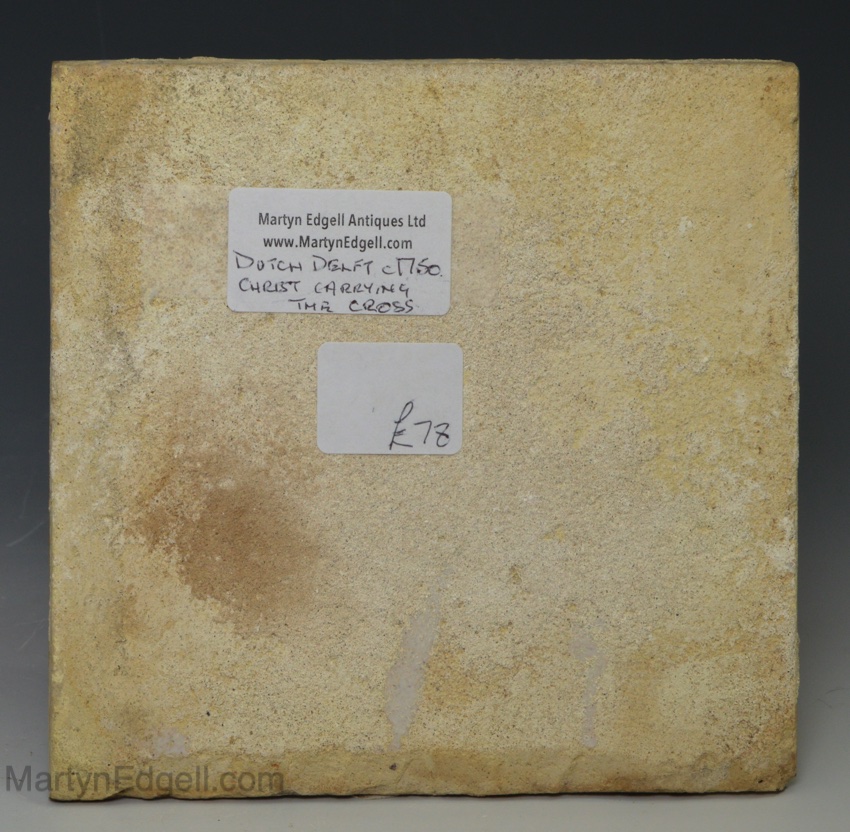 Martyn Edgell Antiques Ltd
www.MartynEdgell.com
DUTCH DELFT c1750.
CHRIST CARRYING
THE CROSS.
£78
MartynEdgell.com